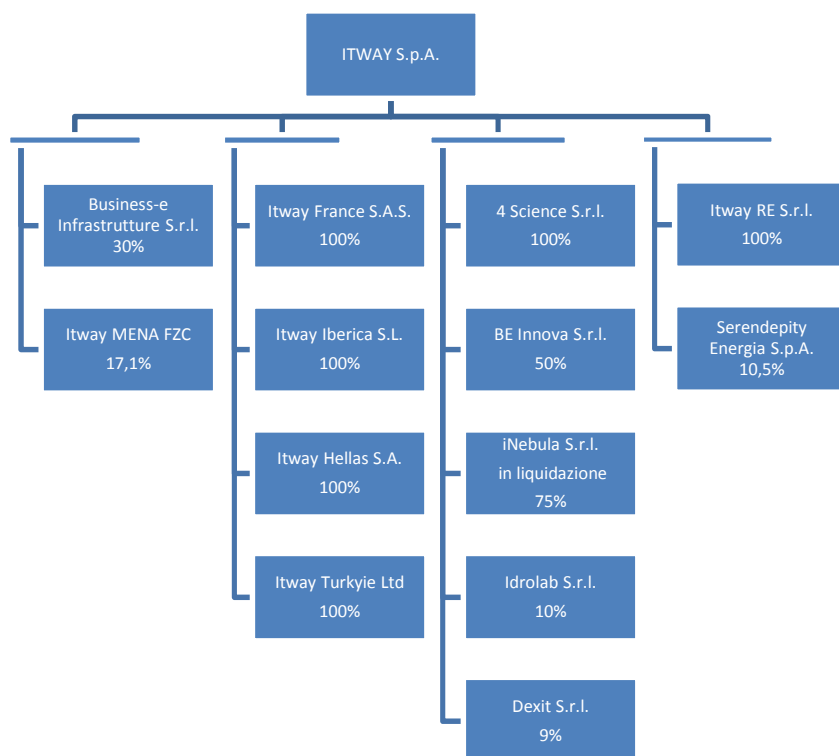 ITWAY S.p.A.
Business-e
Infrastrutture S.r.l.
30%
Itway MENA FZC
17,1%
Itway France S.A.S.
100%
Itway Iberica S.L.
100%
Itway Hellas S.A.
100%
Itway Turkyie Ltd
100%
4 Science S.r.l.
100%
BE Innova S.r.l.
50%
iNebula S.r.l.
in liquidazione
75%
Idrolab S.r.l.
10%
Dexit S.r.l.
9%
Itway RE S.r.l.
100%
Serendepity
Energia S.p.A.
10,5%